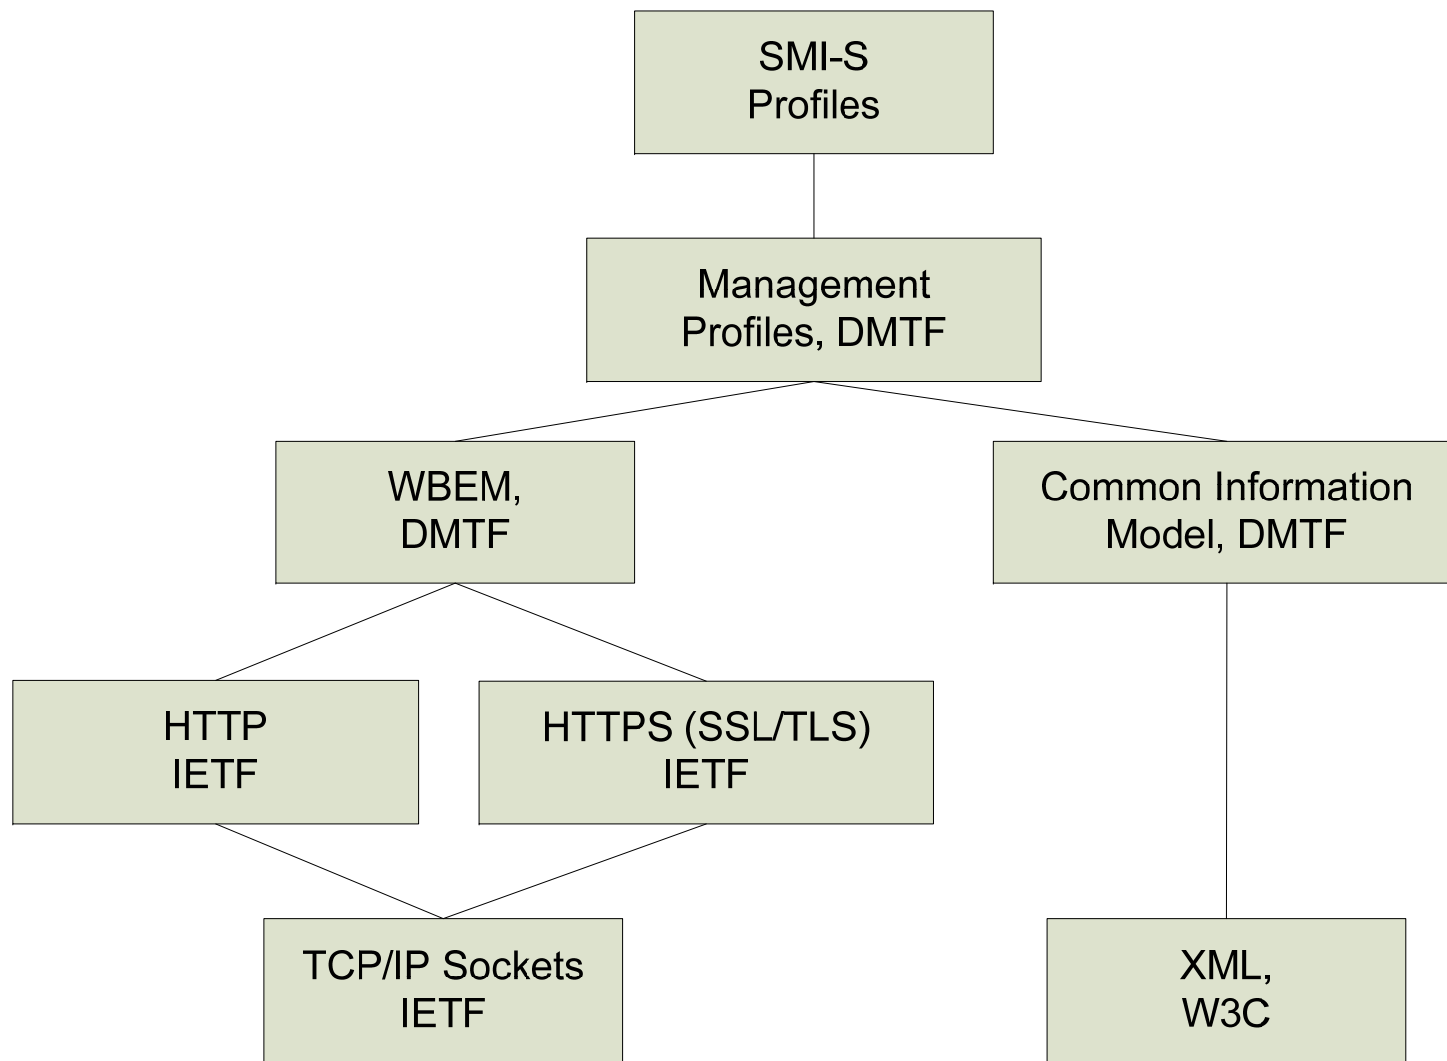 SMI-S
Profiles
Management
Profiles, DMTF
WBEM,
DMTF
Common Information
Model, DMTF
HTTP
IETF
HTTPS (SSL/TLS)
IETF
TCP/IP Sockets
IETF
XML,
W3C